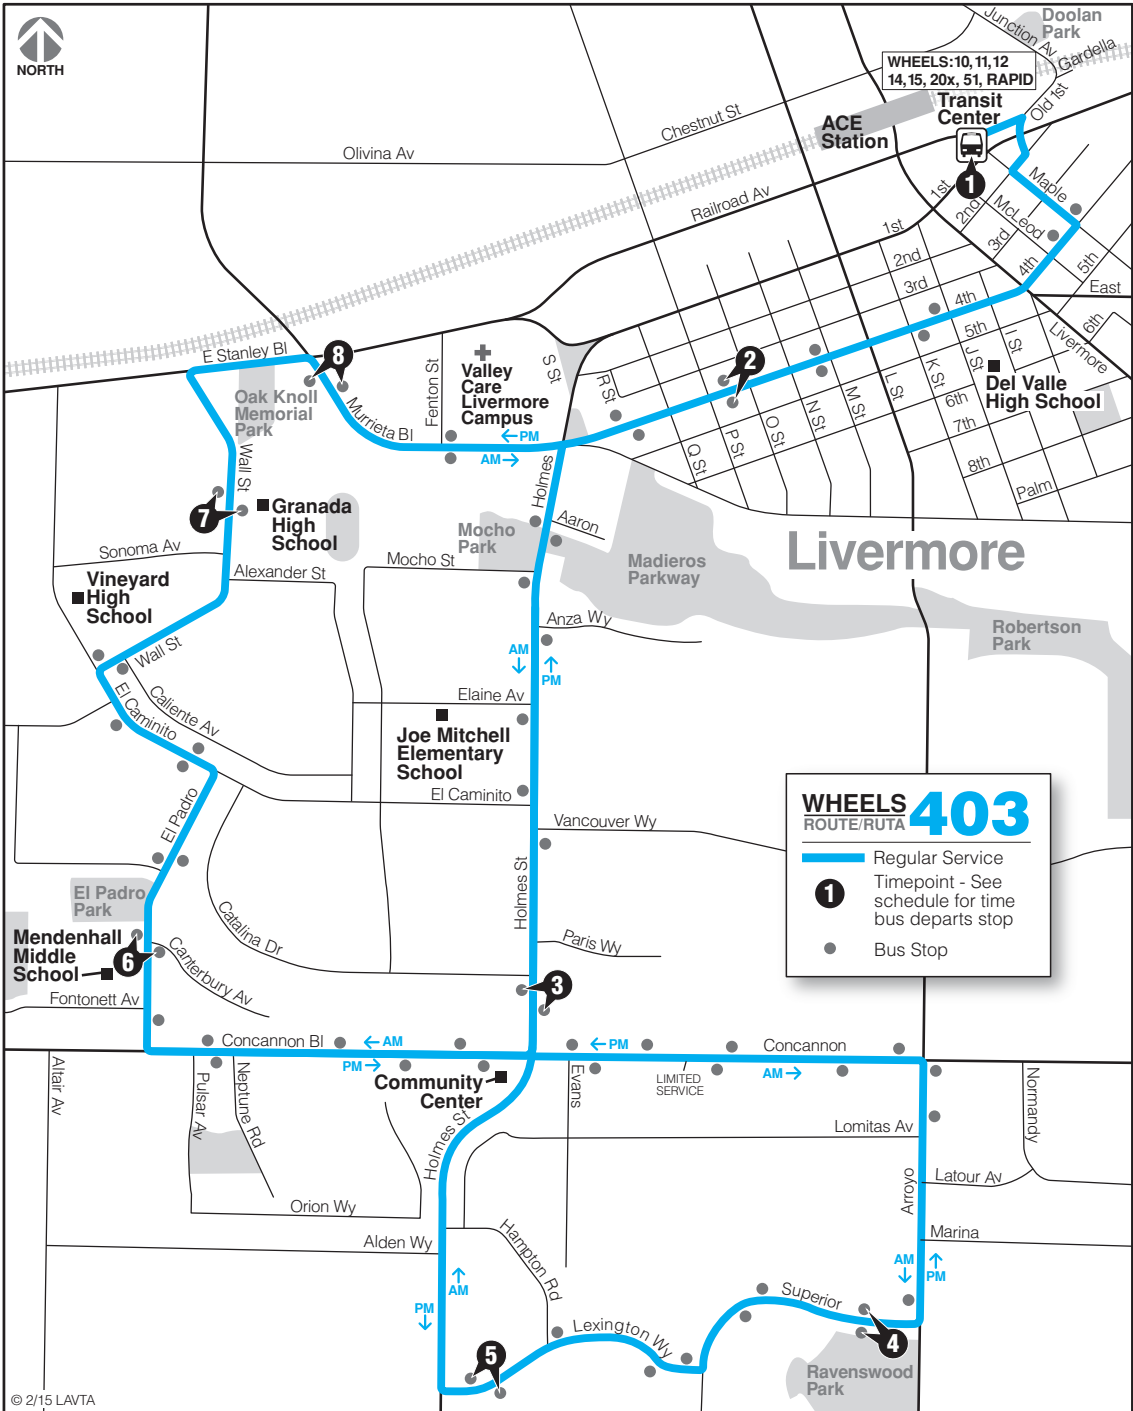 NORTH
Doolan
Park
Junction Av
Gardella
WHEELS:10, 11, 12
14, 15, 20x, 51, RAPID
Old 1st
Transit
Center
ACE
Station
Chestnut St
Olivina Av
1
Maple
1st
2nd
McLeod
3rd
4th
5th
East
Railroad Av
1st
2nd
3rd
4th
5th
6th
7th
8th
Palm
6th
Livermore
I St
J St
K St
L St
M St
N St
O St
P St
Q St
R St
S St
Del Valle
High School
2
8
E Stanley Bl
Oak Knoll
Memorial
Park
Murrieta Bl
Fenton St
Valley
Care
Livermore
Campus
← PM
AM →
Holmes
Wall St
7
Granada
High
School
Aaron
Mocho
Park
Mocho St
Madieros
Parkway
Livermore
Sonoma Av
Alexander St
Vineyard
High
School
Anza Wy
Robertson
Park
Wall St
AM
↓
↑
PM
El Caminito
Caliente Av
Elaine Av
Joe Mitchell
Elementary
School
El Caminito
El Padro
Vancouver Wy
WHEELS
ROUTE/RUTA
403
Regular Service
1
Timepoint - See
schedule for time
bus departs stop
Bus Stop
El Padro
Park
Catalina Dr
Holmes St
Paris Wy
Mendenhall
Middle
School
6
Canterbury Av
Fontonett Av
3
Concannon Bl
← AM
PM →
← PM
Concannon
AM →
LIMITED
SERVICE
Community
Center
Altair Av
Pulsar Av
Neptune Rd
Evans
Normandy
Holmes St
Lomitas Av
Arroyo
Latour Av
Orion Wy
Alden Wy
Hampton Rd
Marina
↑
AM
PM
↓
AM
↓
↑
PM
Superior
Lexington Wy
4
5
Ravenswood
Park
© 2/15 LAVTA